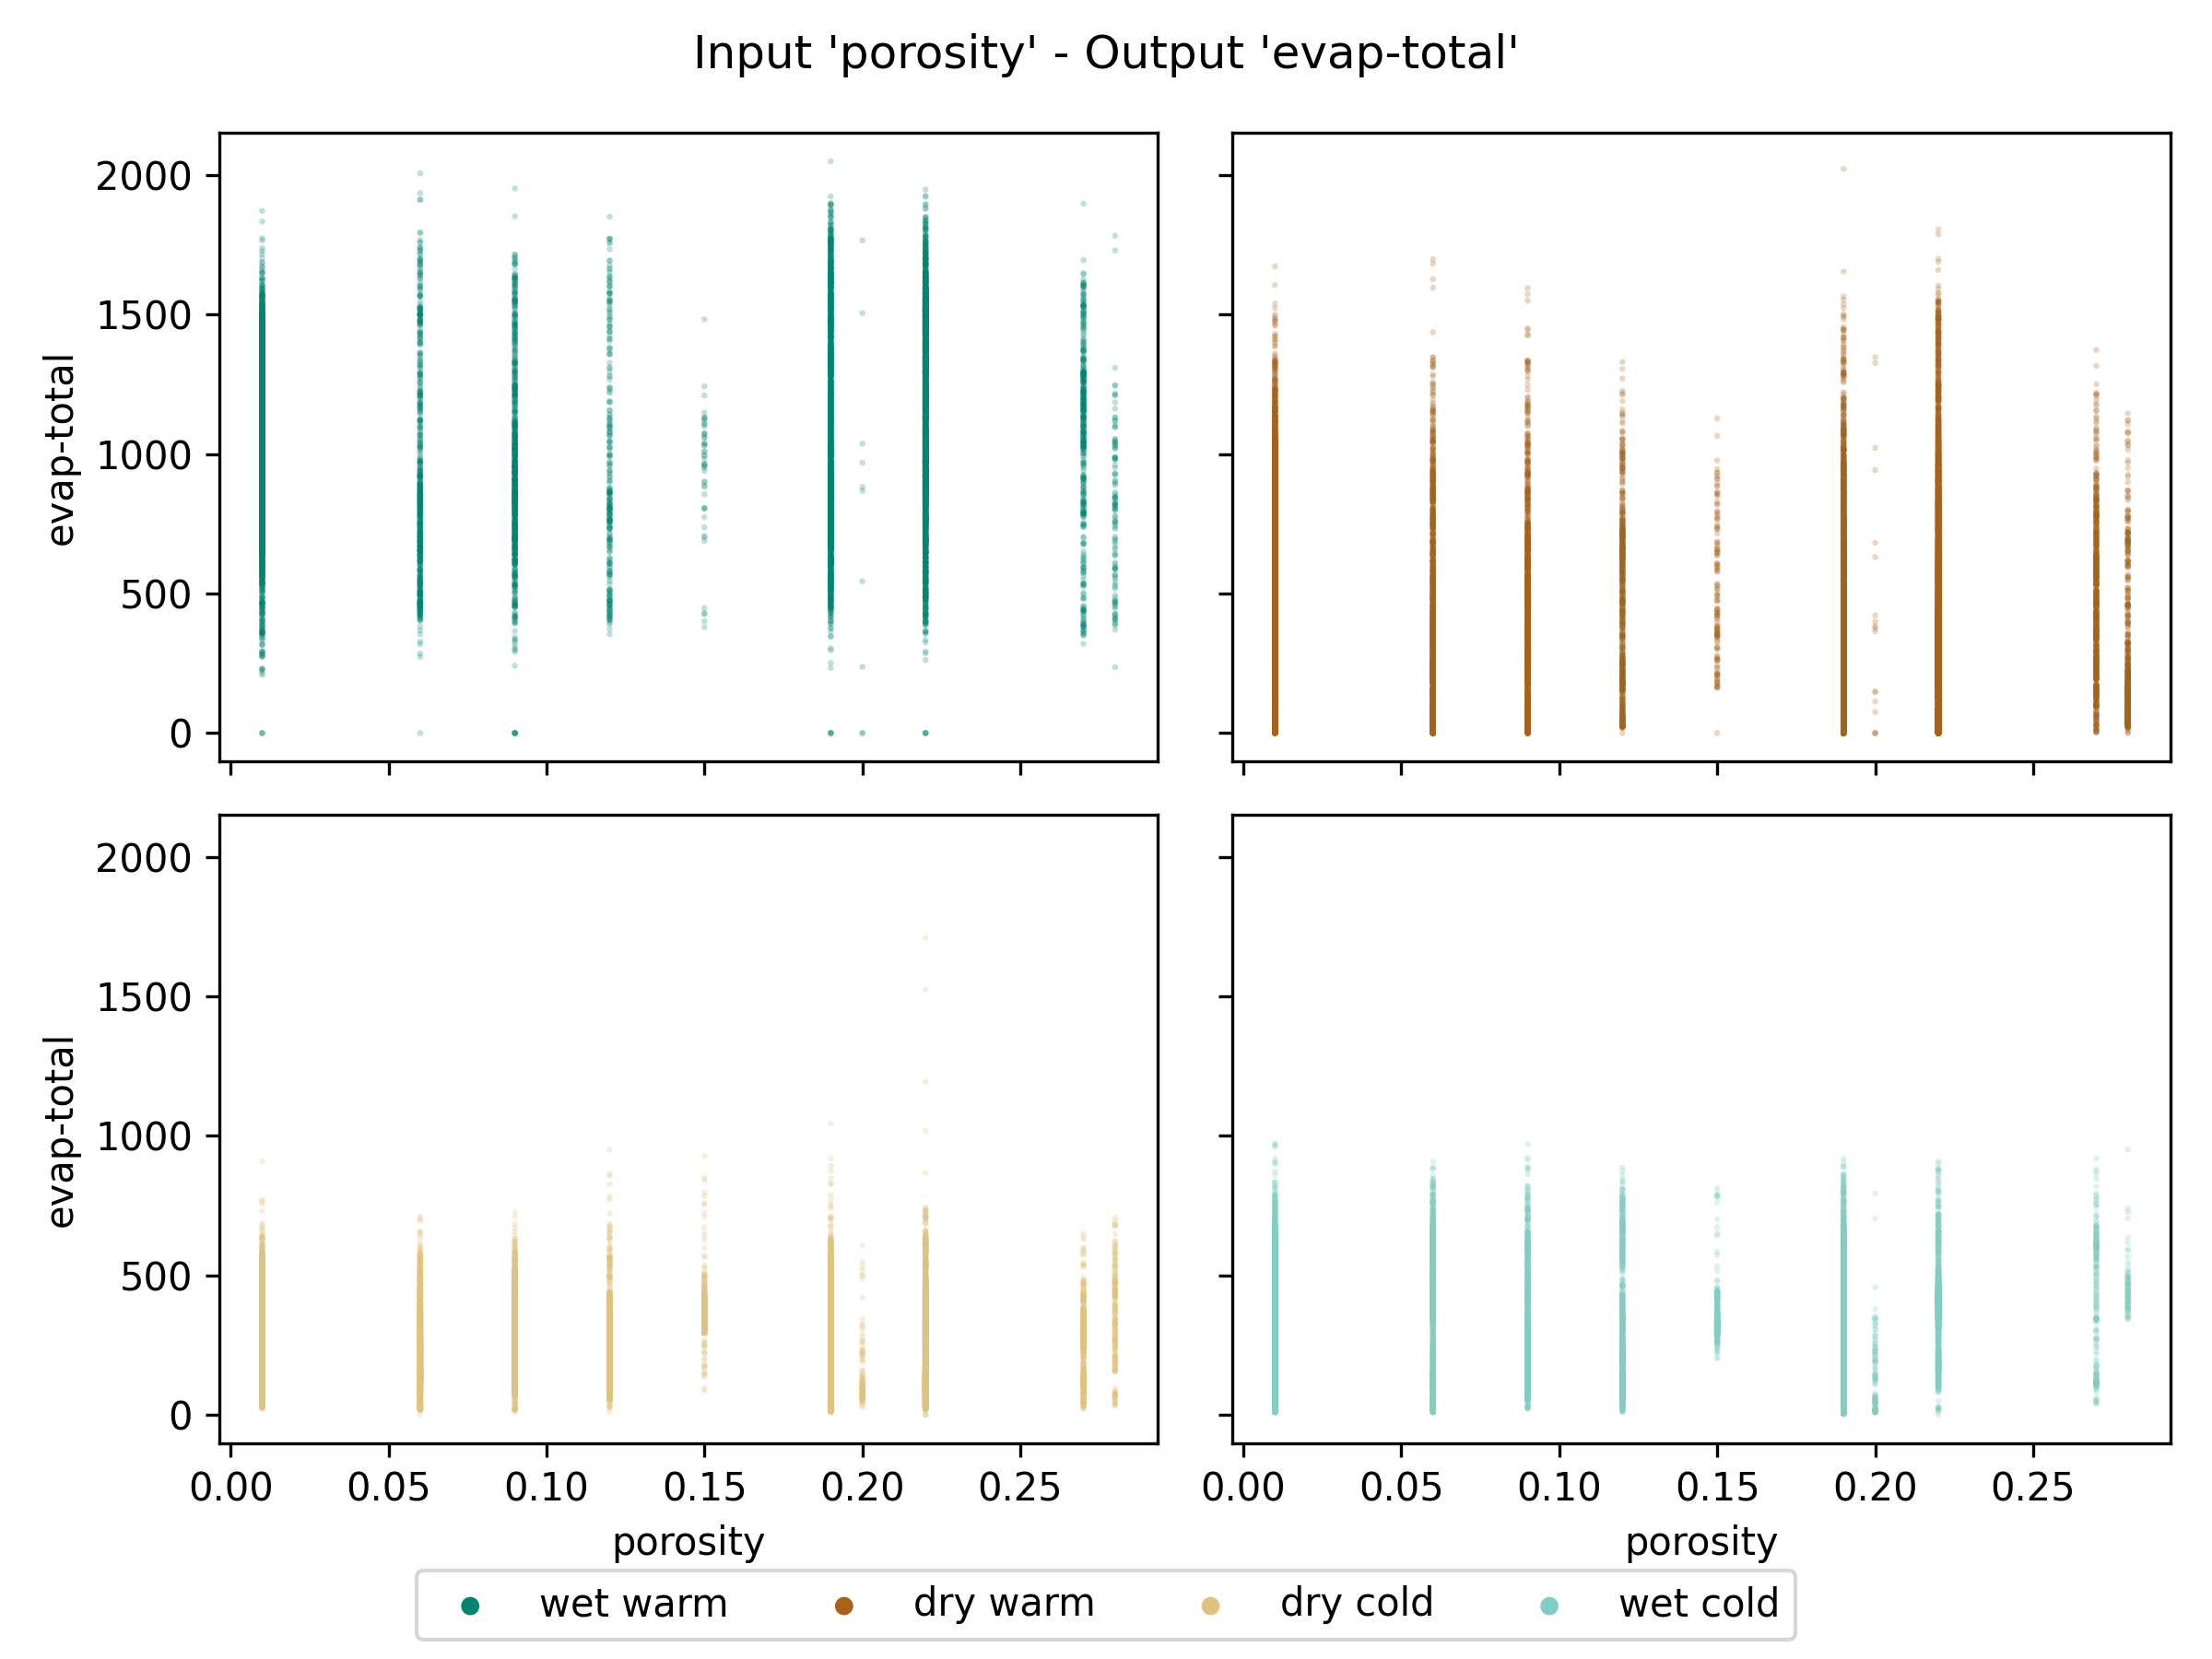 Input 'porosity' - Output 'evap-total'
2000
1500
1000
500
0
evap-total
2000
1500
1000
500
0
evap-total
0.00 0.05 0.10 0.15 0.20 0.25
0.00 0.05 0.10 0.15 0.20 0.25
porosity
porosity
wet warm dry warm dry cold wet cold